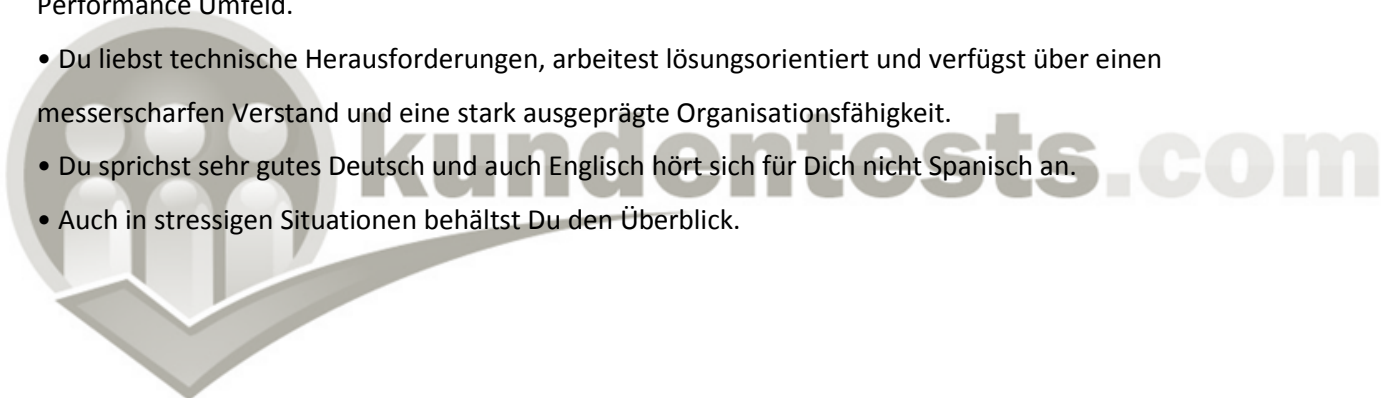 Performance Umfeld.
• Du liebst technische Herausforderungen, arbeitest lösungsorientiert und verfügst über einen
messerscharfen Verstand und eine stark ausgeprägte Organisationsfähigkeit.
kundentests.com
• Du sprichst sehr gutes Deutsch und auch Englisch hört sich für Dich nicht Spanisch an.
• Auch in stressigen Situationen behältst Du den Überblick.